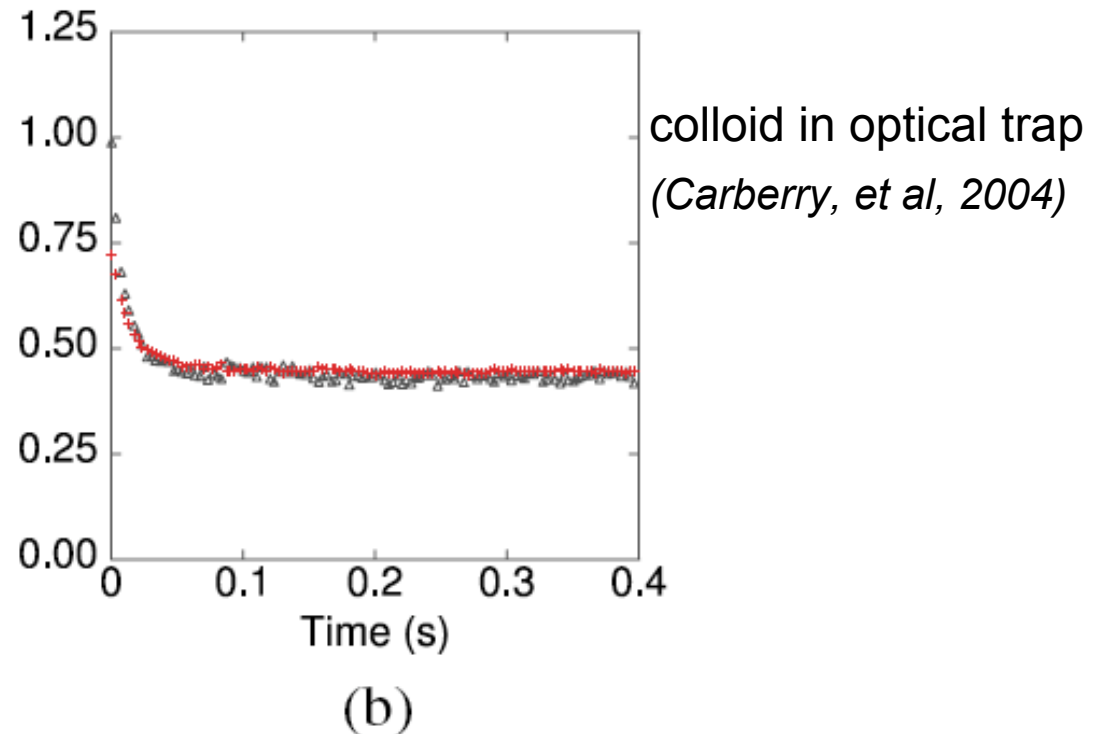 1.25
1.00
0.75
0.50
0.25
0.00
0 0.1 0.2 0.3 0.4
Time (s)
(b)
colloid in optical trap
(Carberry, et al, 2004)